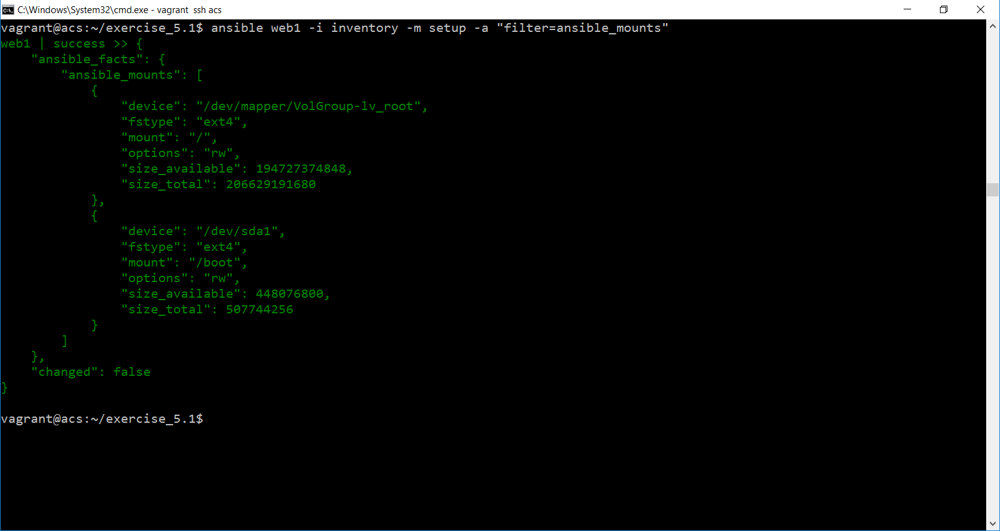 C:\Windows\System32\cmd.exe - vagrant  ssh acs
vagrant@acs:~/exercise_5.1$ ansible web1 -i inventory -m setup -a "filter=ansible_mounts"
web1 | success >> {
    "ansible_facts": {
        "ansible_mounts": [
            {
                "device": "/dev/mapper/VolGroup-lv_root",
                "fstype": "ext4",
                "mount": "/",
                "options": "rw",
                "size_available": 194727374848,
                "size_total": 206629191680
            },
            {
                "device": "/dev/sda1",
                "fstype": "ext4",
                "mount": "/boot",
                "options": "rw",
                "size_available": 448076800,
                "size_total": 507744256
            }
        ]
    },
    "changed": false
}
vagrant@acs:~/exercise_5.1$